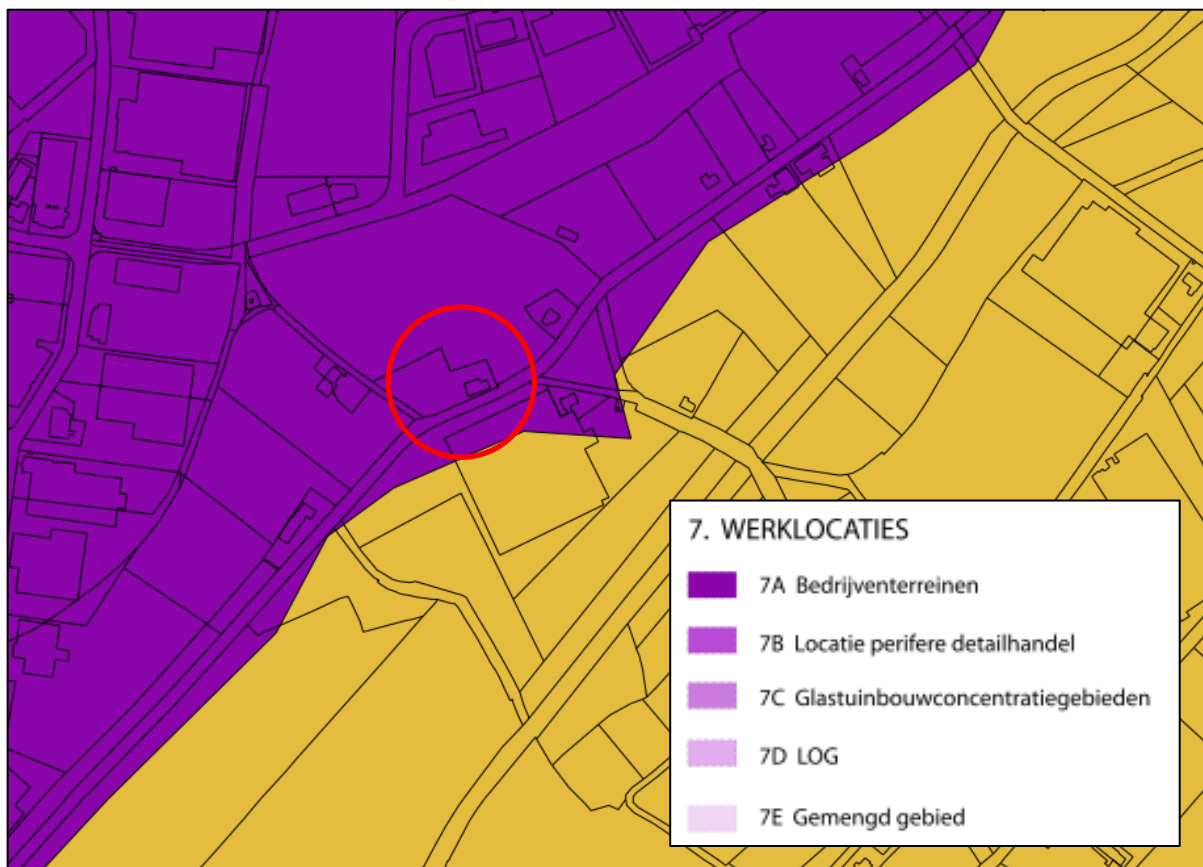 7. WERKLOCATIES
7A Bedrijventerreinen
7B Locatie perifere detailhandel
7C Glastuinbouwconcentratiegebieden
7D LOG
7E Gemengd gebied